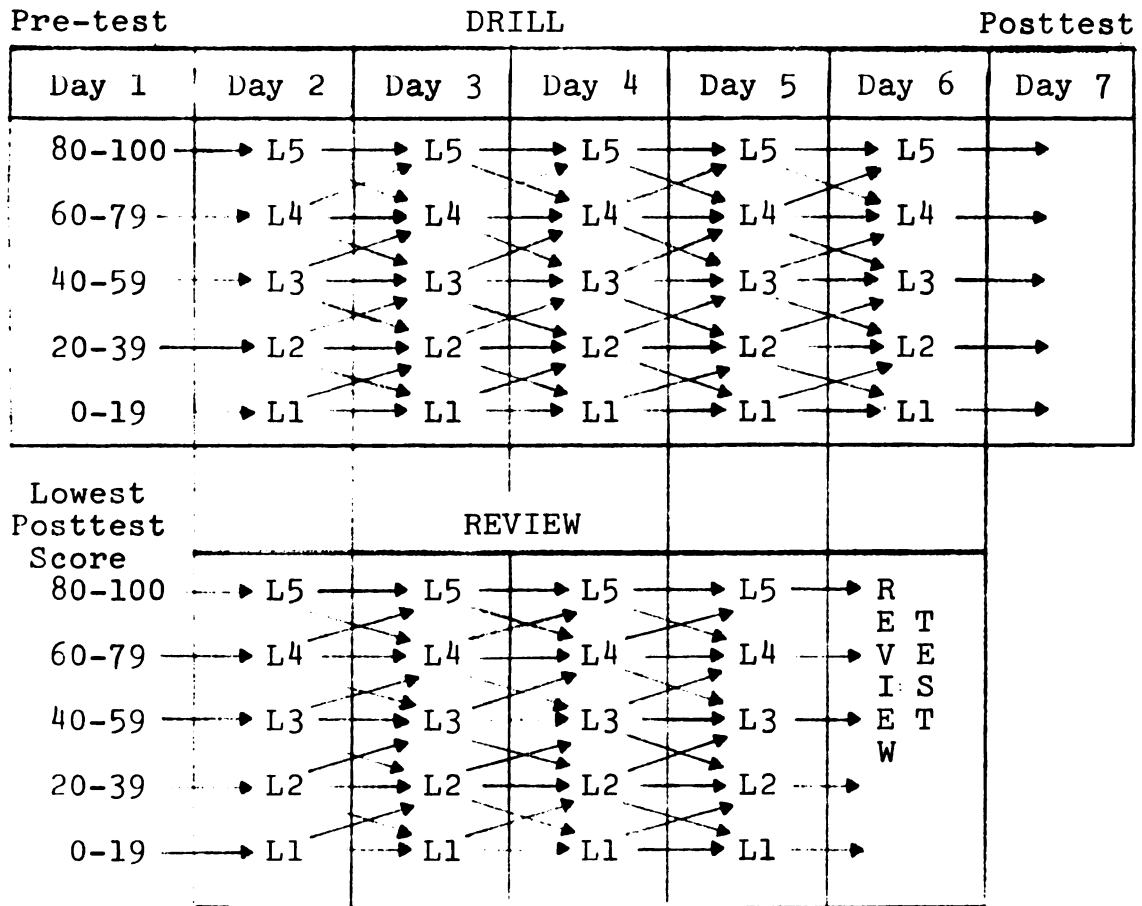 Pre-test DRILL Posttest
Day 1 Day 2 Day 3 Day 4 Day 5 Day 6 Day 7
80-100 L5 L5 L5 L5 L5
60-79 L4 L4 L4 L4 L4
40-59 L3 L3 L3 L3 L3
20-39 L2 L2 L2 L2 L2
0-19 L1 L1 L1 L1 L1
Lowest
Posttest REVIEW
Score
80-100 L5 L5 L5 L5 REVIEW TEST
60-79 L4 L4 L4 L4
40-59 L3 L3 L3 L3
20-39 L2 L2 L2 L2
0-19 L1 L1 L1 L1